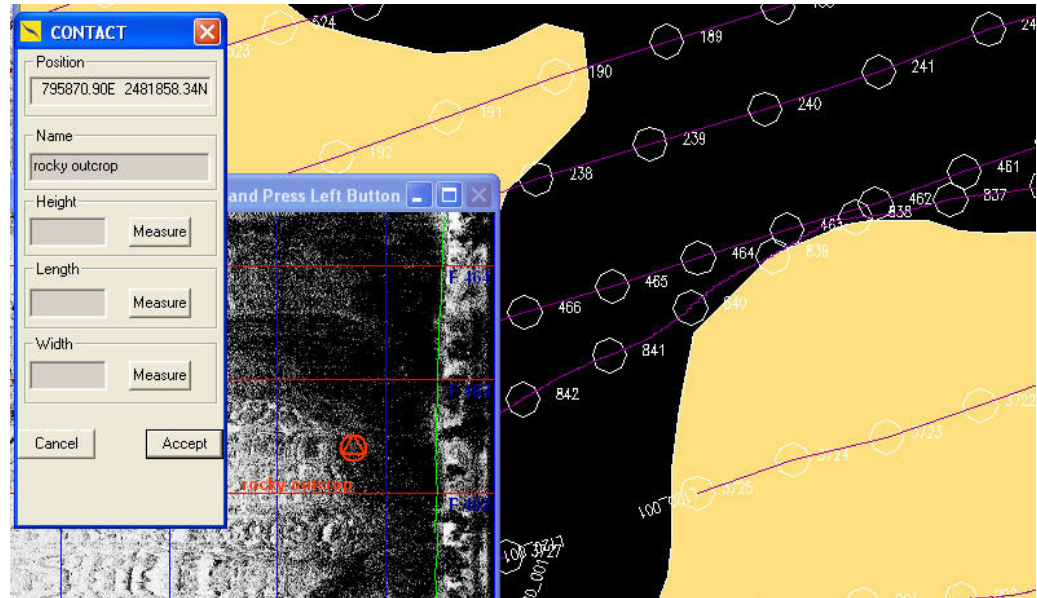 CONTACT
Position
795870.90E 2481858.34N
Name
rocky outcrop
Height
Measure
Length
Measure
Width
Measure
Cancel
Accept
and Press Left Button
F 464
F 463
F 462
rocky outcrop
524
523
189
190
191
192
241
240
239
238
461
462
837
463
838
464
839
465
466
840
841
842
3722
3723
3724
3725